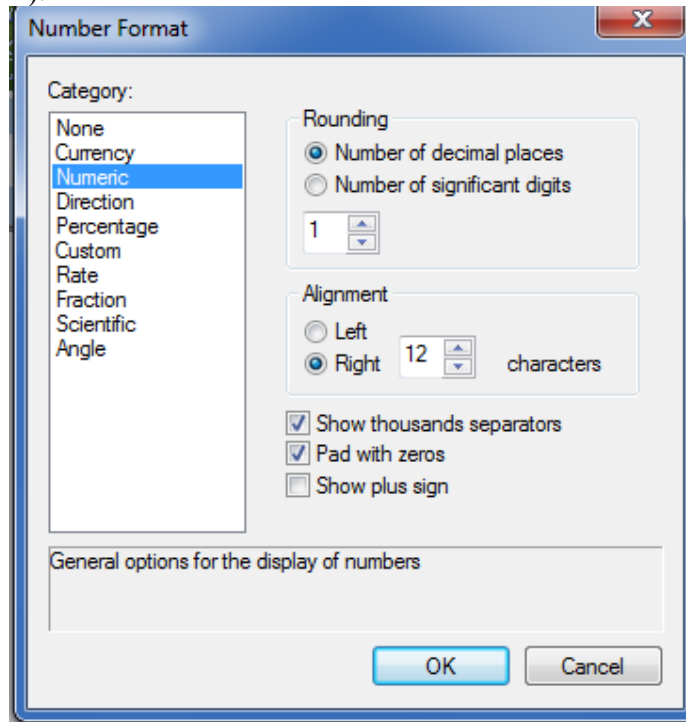 Number Format
X
Category:
None
Currency
Numeric
Direction
Percentage
Custom
Rate
Fraction
Scientific
Angle
Rounding
Number of decimal places
Number of significant digits
1
Alignment
Left
Right 12 characters
Show thousands separators
Pad with zeros
Show plus sign
General options for the display of numbers
OK Cancel